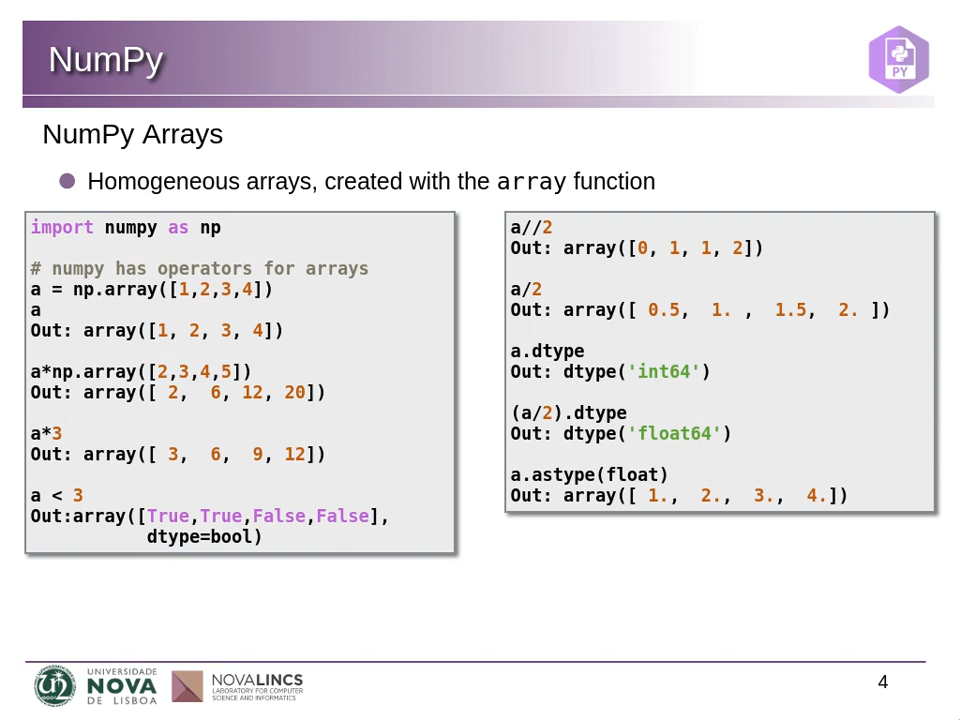 NumPy
PY
NumPy Arrays
Homogeneous arrays, created with the array function
import numpy as np
# numpy has operators for arrays
a = np.array([1,2,3,4])
a
Out: array([1, 2, 3, 4])
a*np.array([2,3,4,5])
Out: array([ 2,  6, 12, 20])
a*3
Out: array([ 3,  6,  9, 12])
a < 3
Out:array([True,True,False,False],
dtype=bool)
a//2
Out: array([0, 1, 1, 2])
a/2
Out: array([ 0.5,  1. ,  1.5,  2. ])
a.dtype
Out: dtype('int64')
(a/2).dtype
Out: dtype('float64')
a.astype(float)
Out: array([ 1.,  2.,  3.,  4.])
UNIVERSIDADE
NOVA
DE LISBOA
NOVALINCS
LABORATORY FOR COMPUTER
SCIENCE AND INFORMATICS
4